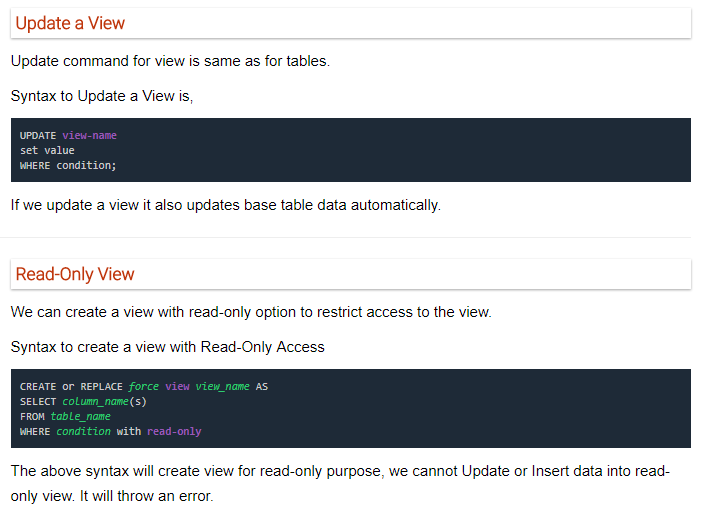 Update a View
Update command for view is same as for tables.
Syntax to Update a View is,
UPDATE view-name
set value
WHERE condition;
If we update a view it also updates base table data automatically.
Read-Only View
We can create a view with read-only option to restrict access to the view.
Syntax to create a view with Read-Only Access
CREATE or REPLACE force view view_name AS
SELECT column_name(s)
FROM table_name
WHERE condition with read-only
The above syntax will create view for read-only purpose, we cannot Update or Insert data into read-
only view. It will throw an error.